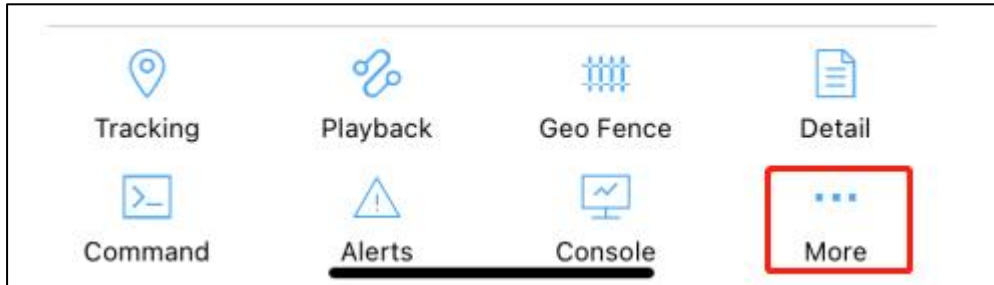 Tracking Playback Geo Fence Detail
Command Alerts Console More